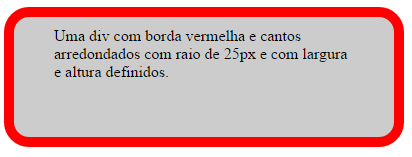 Uma div com borda vermelha e cantos
arredondados com raio de 25px e com largura
e altura definidos.